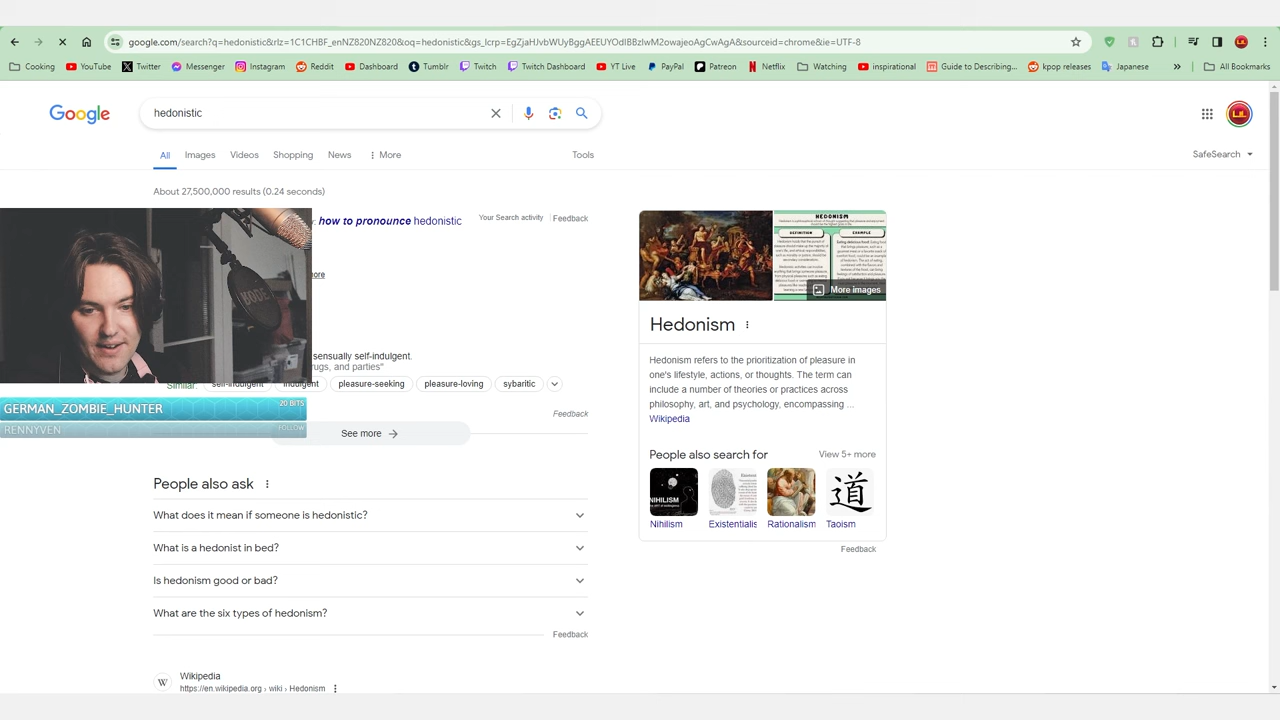 google.com/search?q=hedonistic&rlz=1C1CHBF_enNZ820NZ820&oq=hedonistic&gs_lcrp=EgZjaHJvbWUyBggAEEUYOdIBBzIwM2owajeoAgCwAgA&sourceid=chrome&ie=UTF-8
Cooking YouTube Twitter Messenger Instagram Reddit Dashboard Tumblr Twitch Twitch Dashboard YT Live PayPal Patreon Netflix Watching inspirational Guide to Describing... kpop releases Japanese » All Bookmarks
Google
hedonistic
All Images Videos Shopping News More Tools
SafeSearch
About 27,500,000 results (0.24 seconds)
how to pronounce hedonistic
Your Search activity Feedback
sensually self-indulgent.
rugs, and parties"
Similar: self-indulgent indulgent pleasure-seeking pleasure-loving sybaritic
Feedback
GERMAN_ZOMBIE_HUNTER 20 BITS
RENNYVEN FOLLOW
See more
People also ask
What does it mean if someone is hedonistic?
What is a hedonist in bed?
Is hedonism good or bad?
What are the six types of hedonism?
Feedback
W
Wikipedia
https://en.wikipedia.org › wiki › Hedonism
HEDONISM
DEFINITION EXAMPLE
More images
Hedonism
Hedonism refers to the prioritization of pleasure in
one's lifestyle, actions, or thoughts. The term can
include a number of theories or practices across
philosophy, art, and psychology, encompassing ...
Wikipedia
People also search for
View 5+ more
NIHILISM
道
Nihilism Existentialis Rationalism Taoism
Feedback